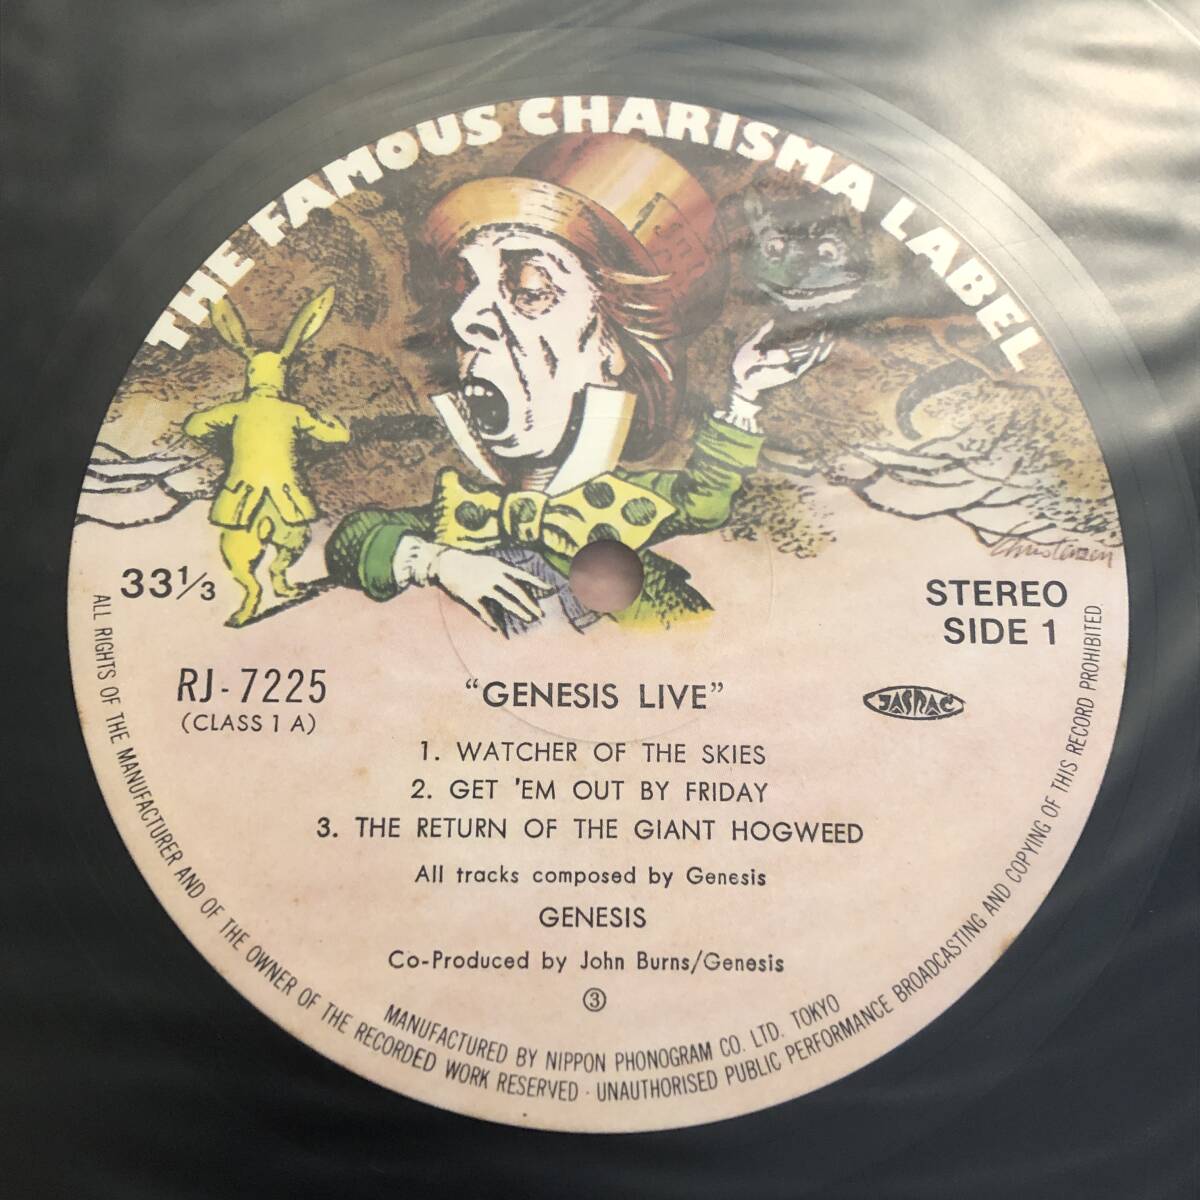 THE FAMOUS CHARISMA LABEL
Christensen
33⅓
STEREO
SIDE 1
RJ-7225
(CLASS 1 A)
"GENESIS LIVE"
JASRAC
1. WATCHER OF THE SKIES
2. GET 'EM OUT BY FRIDAY
3. THE RETURN OF THE GIANT HOGWEED
All tracks composed by Genesis
GENESIS
Co-Produced by John Burns/Genesis
③
MANUFACTURED BY NIPPON PHONOGRAM CO. LTD. TOKYO
ALL RIGHTS OF THE MANUFACTURER AND OF THE OWNER OF THE RECORDED WORK RESERVED · UNAUTHORISED PUBLIC PERFORMANCE BROADCASTING AND COPYING OF THIS RECORD PROHIBITED.